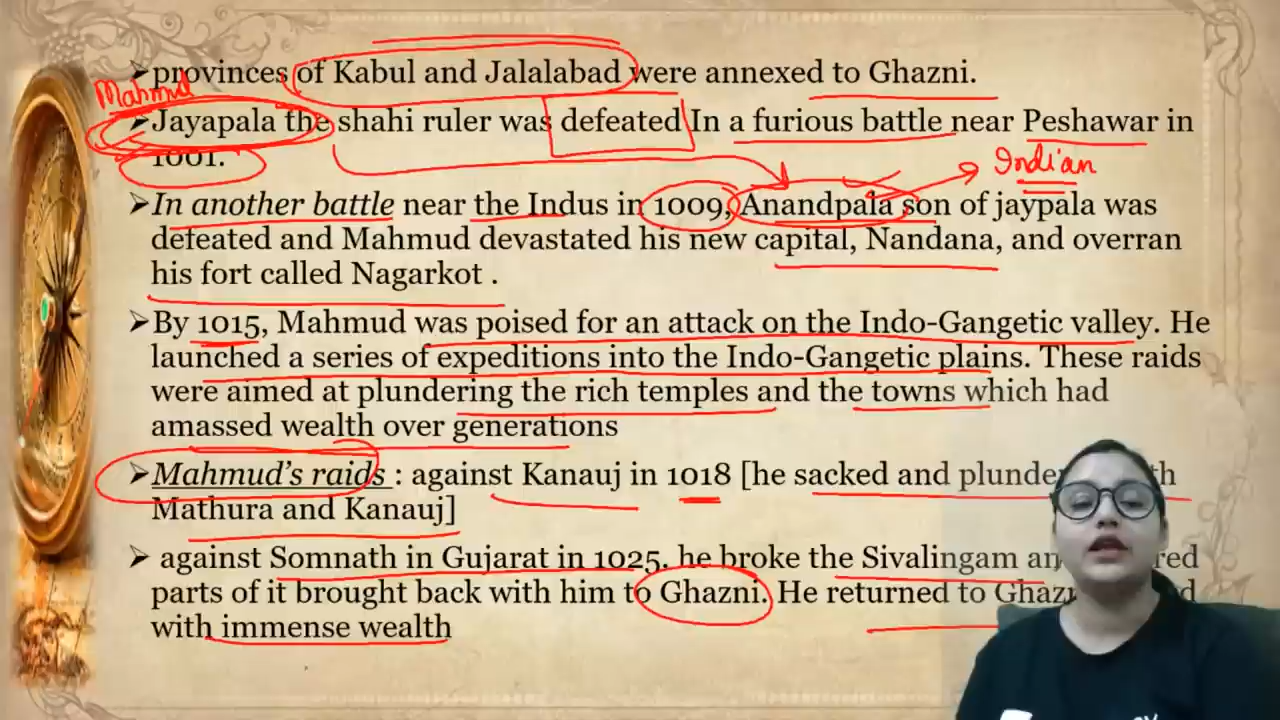 ➢provinces of Kabul and Jalalabad were annexed to Ghazni.
Mahmud
➢Jayapala the shahi ruler was defeated In a furious battle near Peshawar in
1001.
Indian
➢In another battle near the Indus in 1009, Anandpala son of jaypala was
defeated and Mahmud devastated his new capital, Nandana, and overran
his fort called Nagarkot .
➢By 1015, Mahmud was poised for an attack on the Indo-Gangetic valley. He
launched a series of expeditions into the Indo-Gangetic plains. These raids
were aimed at plundering the rich temples and the towns which had
amassed wealth over generations
➢Mahmud's raids : against Kanauj in 1018 [he sacked and
Mathura and Kanauj]
➢ against Somnath in Gujarat in 1025. he broke the Sivalingam
parts of it brought back with him to Ghazni. He returned to
with immense wealth